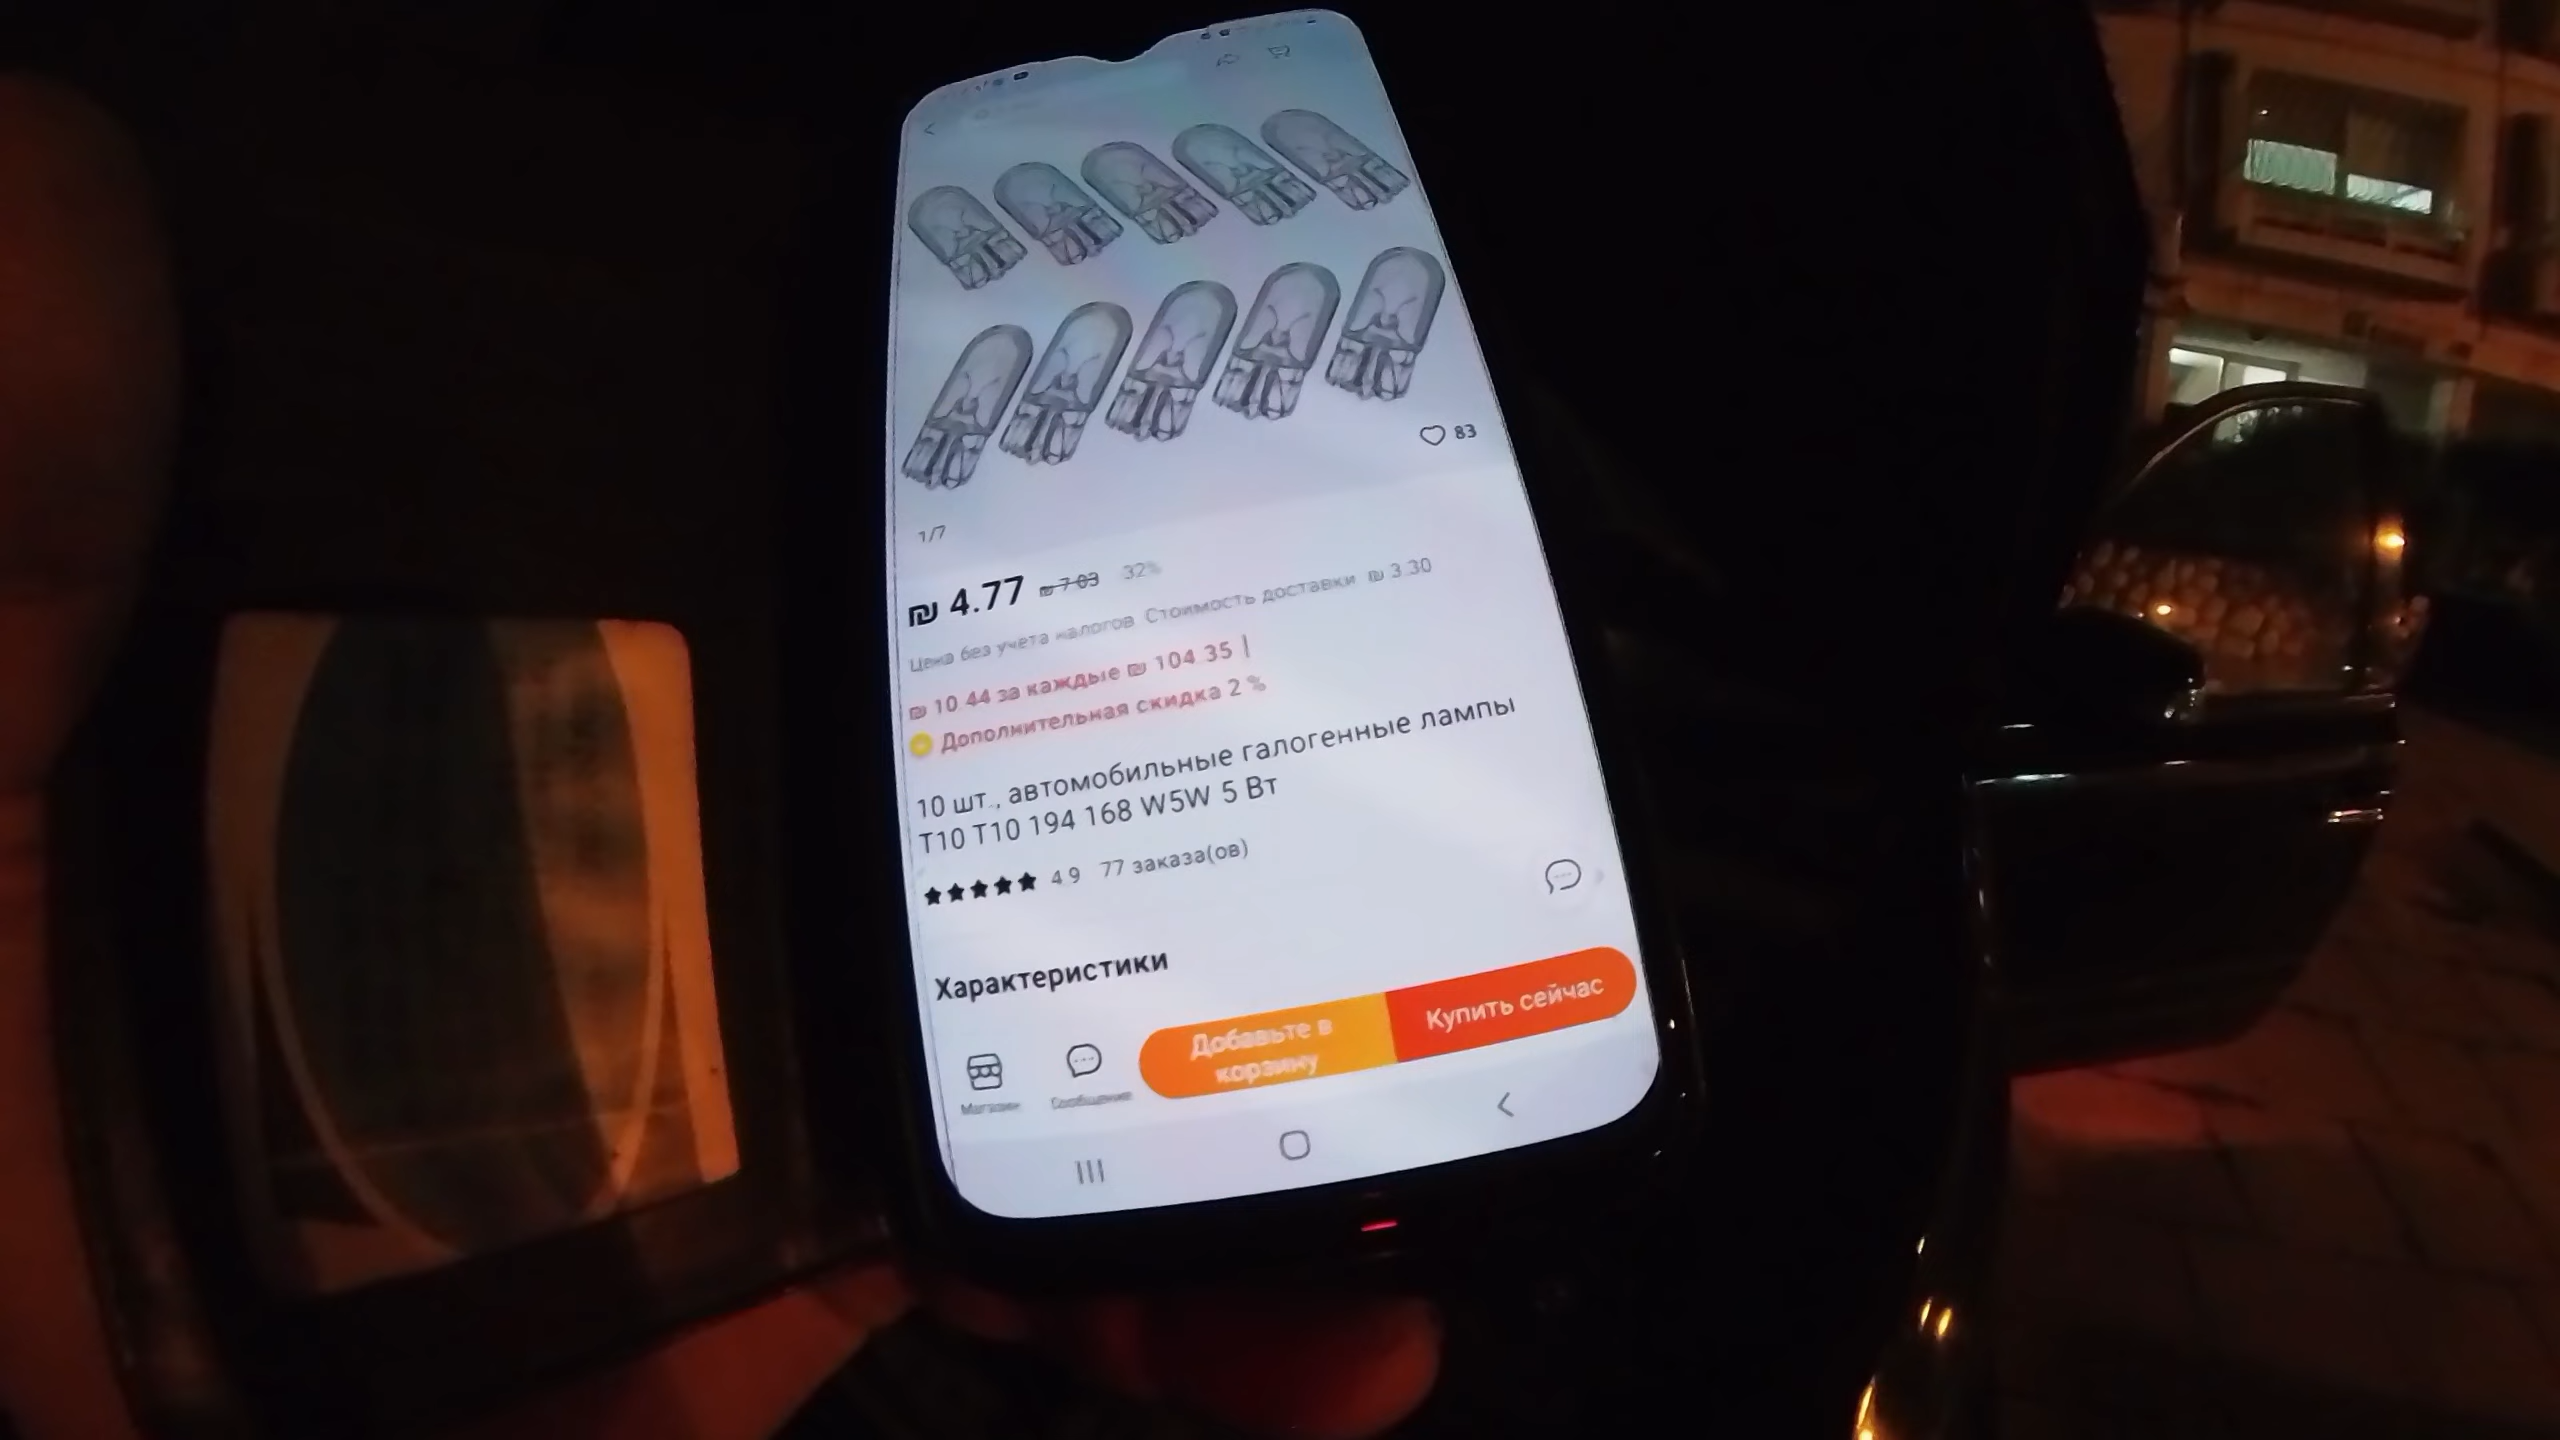 83
1/7
₪ 4.77 ₪ 7.03 32%
Цена без учета налогов. Стоимость доставки ₪ 3.30
₪ 10.44 за каждые ₪ 104.35 |
Дополнительная скидка 2 %
10 шт., автомобильные галогенные лампы
T10 T10 194 168 W5W 5 Вт
4.9 77 заказа(ов)
Характеристики
Магазин
Сообщение
Добавьте в
корзину
Купить сейчас